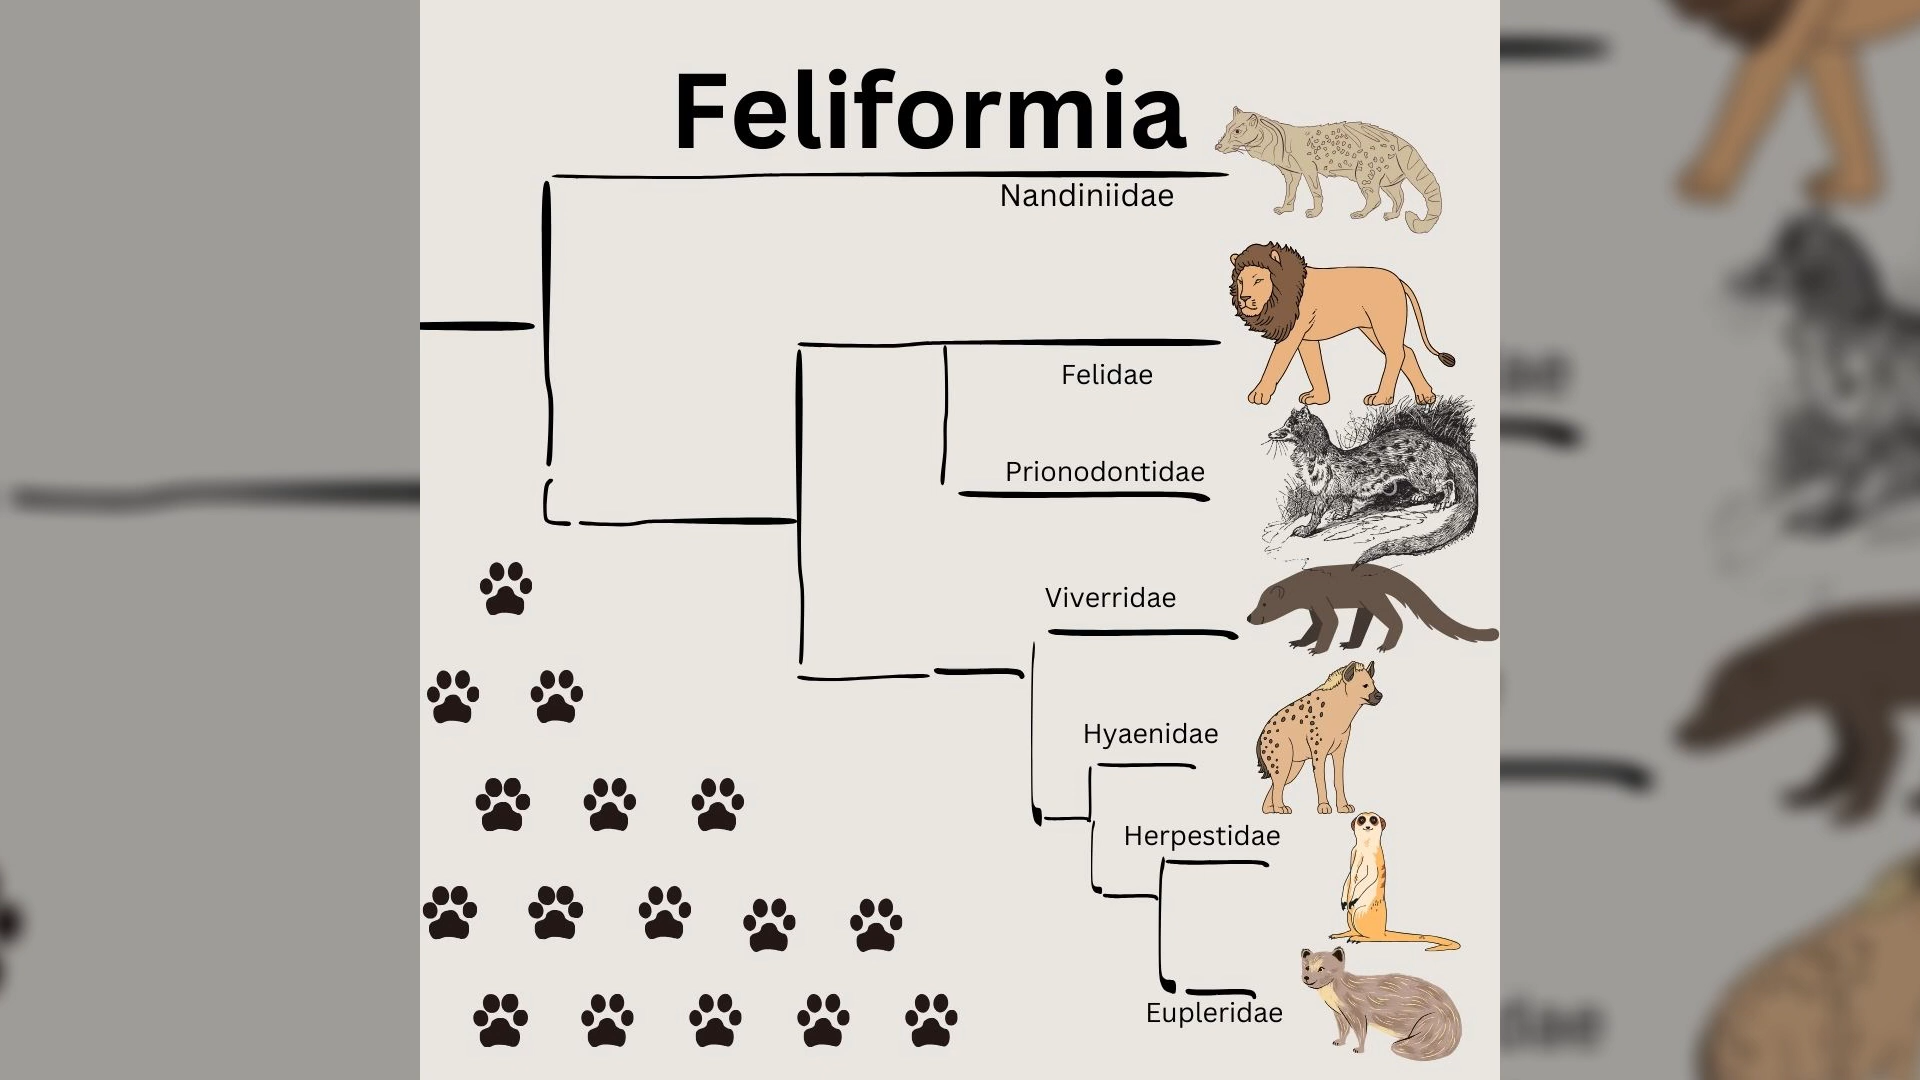 Feliformia
Nandiniidae
Felidae
Prionodontidae
Viverridae
Hyaenidae
Herpestidae
Eupleridae